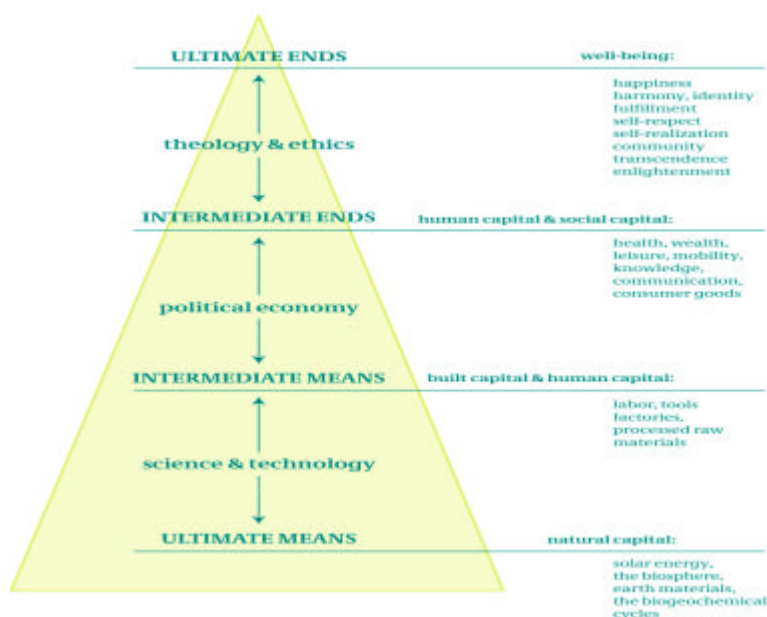 ULTIMATE ENDS
well-being:
happiness
harmony, identity
fulfillment
self-respect
self-realization
community
transcendence
enlightenment
theology & ethics
INTERMEDIATE ENDS
human capital & social capital:
health, wealth,
leisure, mobility,
knowledge,
communication,
consumer goods
political economy
INTERMEDIATE MEANS
built capital & human capital:
labor, tools
factories,
processed raw
materials
science & technology
ULTIMATE MEANS
natural capital:
solar energy,
the biosphere,
earth materials,
the biogeochemical
cycles